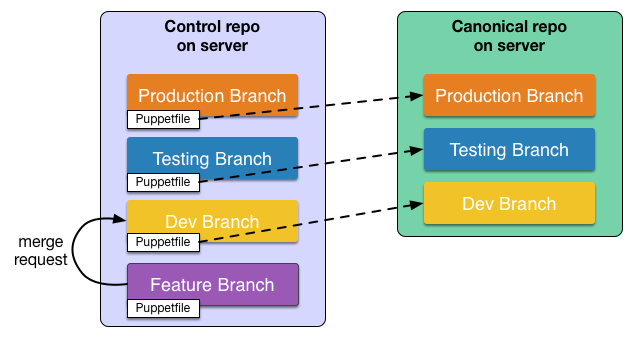 Control repo
on server
Production Branch
Puppetfile
Testing Branch
Puppetfile
Dev Branch
Puppetfile
Feature Branch
Puppetfile
merge
request
Canonical repo
on server
Production Branch
Testing Branch
Dev Branch